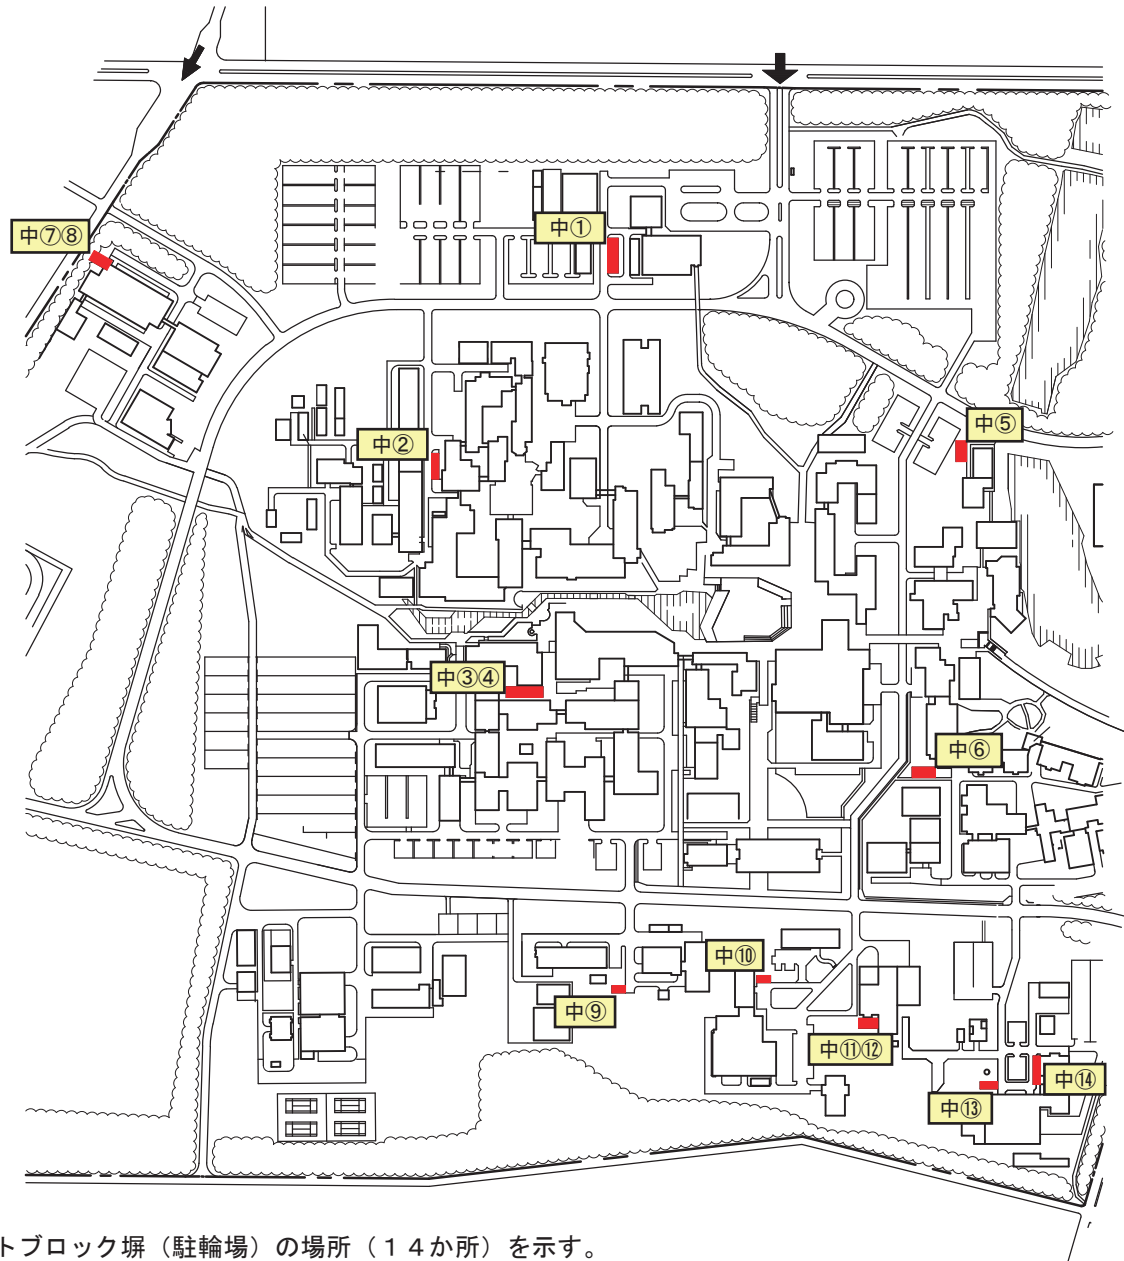 中①
中⑦⑧
中⑤
中②
中③④
中⑥
中⑩
中⑨
中⑪⑫
中⑭
中⑬
トブロック塀（駐輪場）の場所（１４か所）を示す。